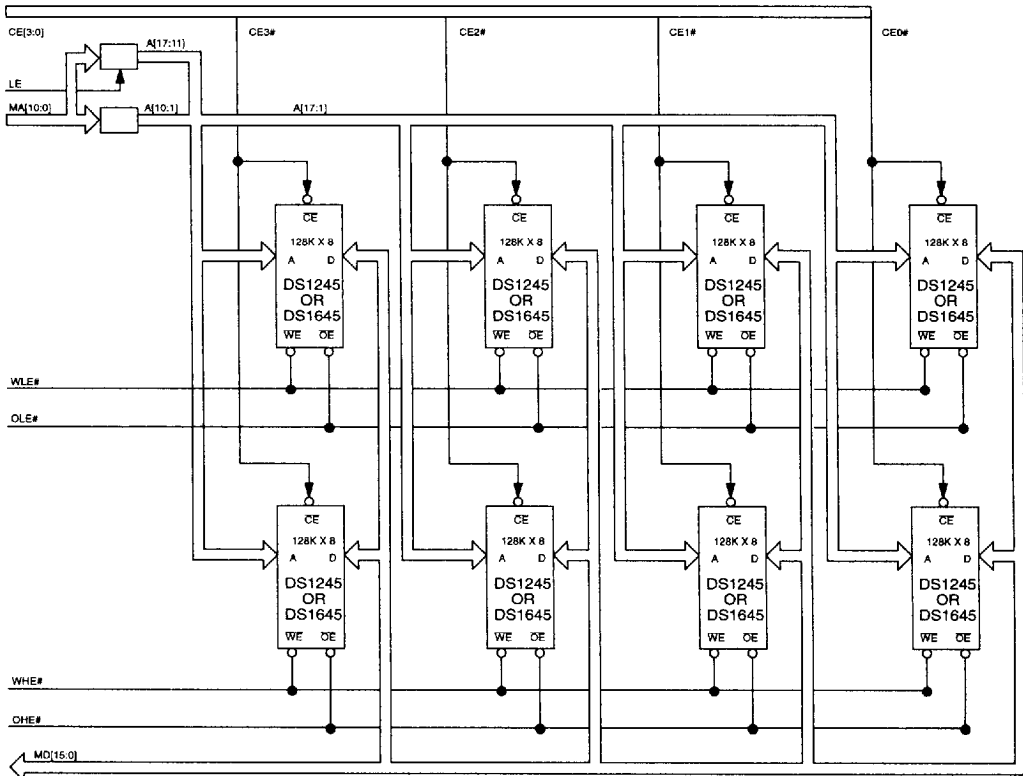 CE[3:0]
CE3#
CE2#
CE1#
CE0#
A[17:11)
LE
MA[10:0]
A[10:1)
A[17:1]
CE
128K X 8
A D
DS1245
OR
DS1645
WE OE
CE
128K X 8
A D
DS1245
OR
DS1645
WE OE
CE
128K X 8
A D
DS1245
OR
DS1645
WE OE
CE
128K X 8
A D
DS1245
OR
DS1645
WE OE
WLE#
OLE#
CE
128K X 8
A D
DS1245
OR
DS1645
WE OE
CE
128K X 8
A D
DS1245
OR
DS1645
WE OE
CE
128K X 8
A D
DS1245
OR
DS1645
WE OE
CE
128K X 8
A D
DS1245
OR
DS1645
WE OE
WHE#
OHE#
MD[15:0]